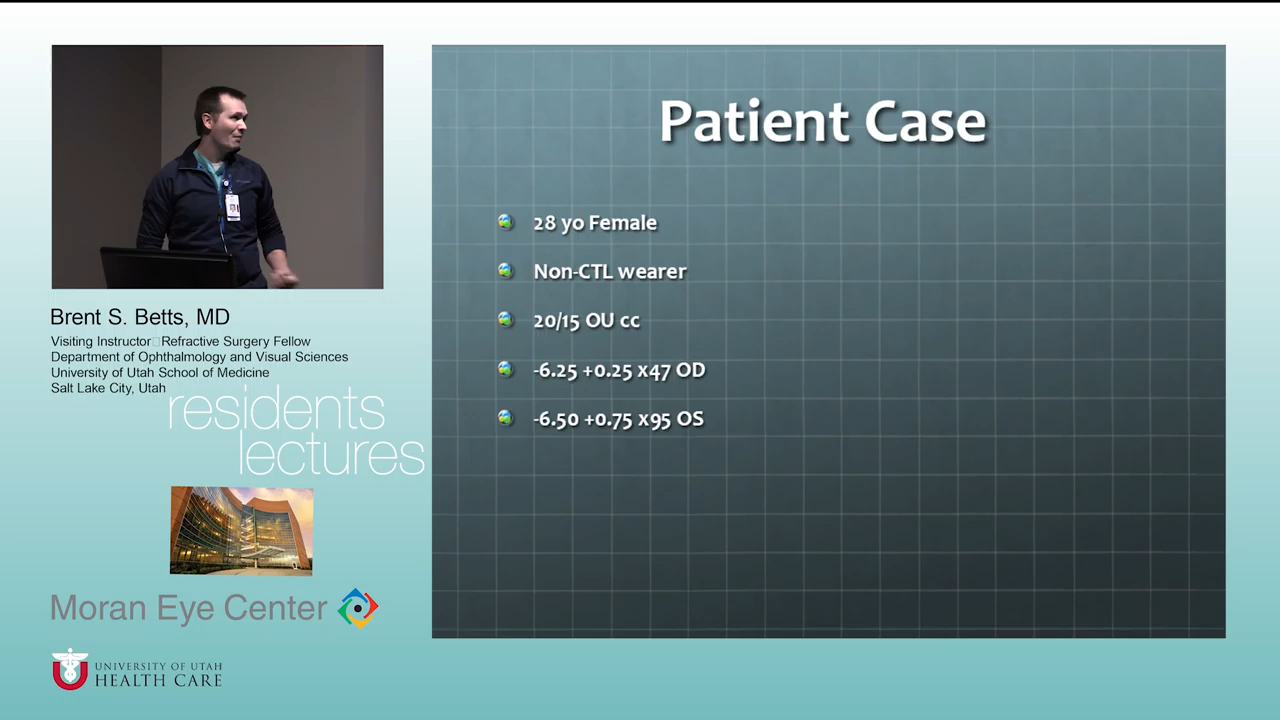 Patient Case
28 yo Female
Non-CTL wearer
20/15 OU cc
-6.25 +0.25 x47 OD
-6.50 +0.75 x95 OS
Brent S. Betts, MD
Visiting Instructor□Refractive Surgery Fellow
Department of Ophthalmology and Visual Sciences
University of Utah School of Medicine
Salt Lake City, Utah
residents
lectures
Moran Eye Center
UNIVERSITY OF UTAH
HEALTH CARE